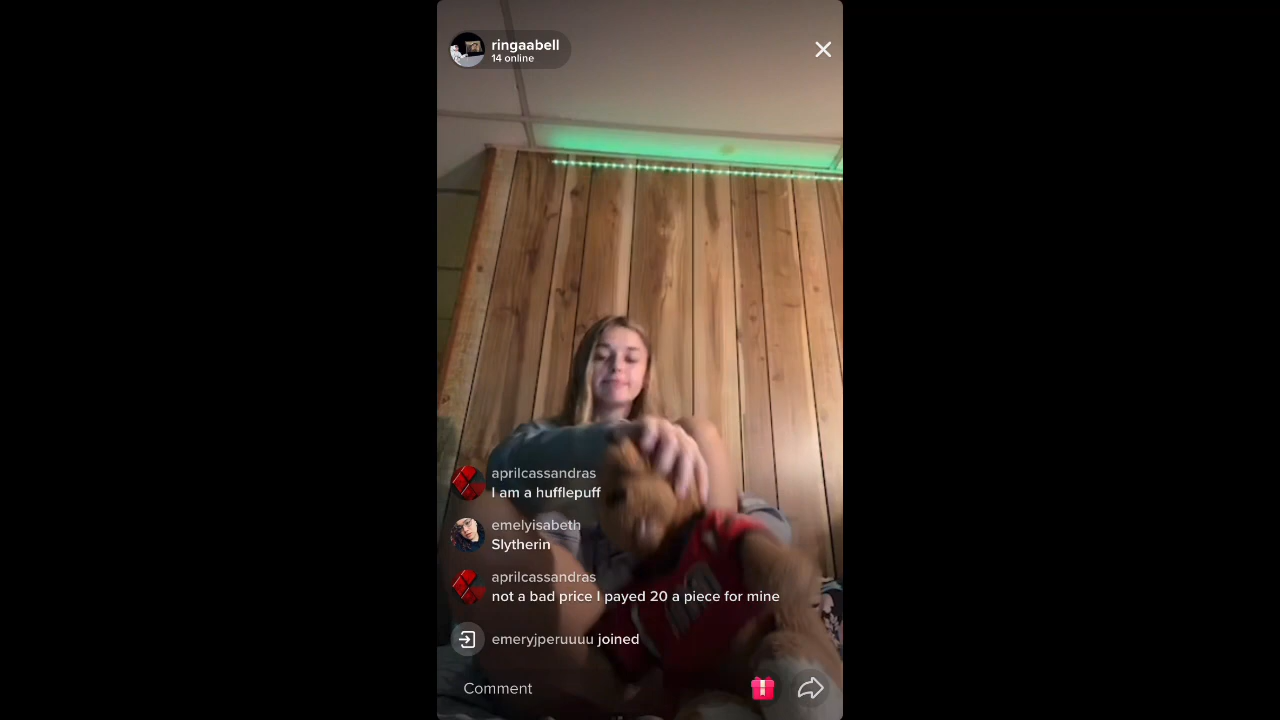 ringaabell
14 online
aprilcassandras
I am a hufflepuff
emelyisabeth
Slytherin
aprilcassandras
not a bad price I payed 20 a piece for mine
emeryjperuuuu joined
Comment